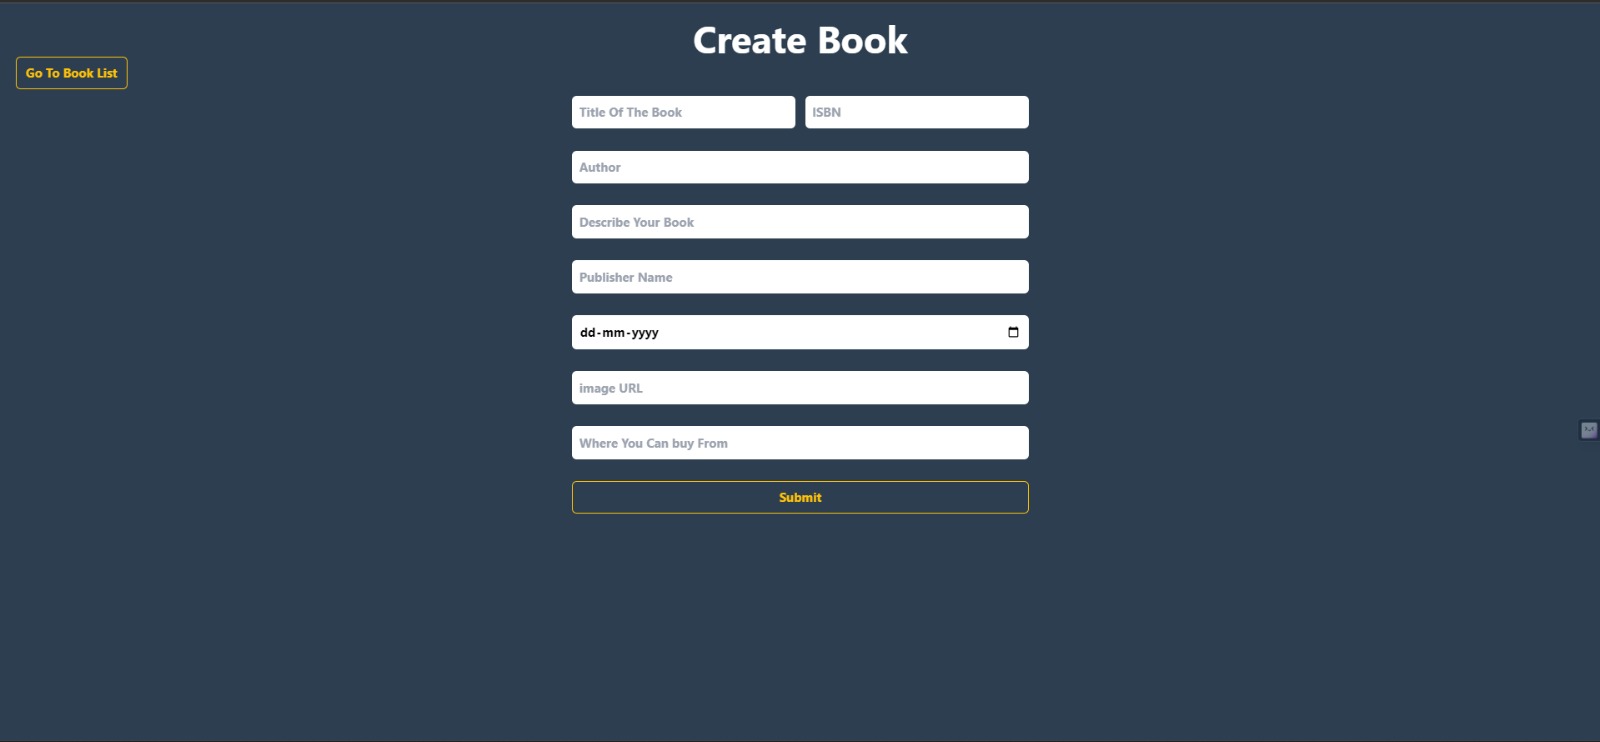 Create Book
Go To Book List
Title Of The Book
ISBN
Author
Describe Your Book
Publisher Name
dd-mm-yyyy
image URL
Where You Can buy From
Submit